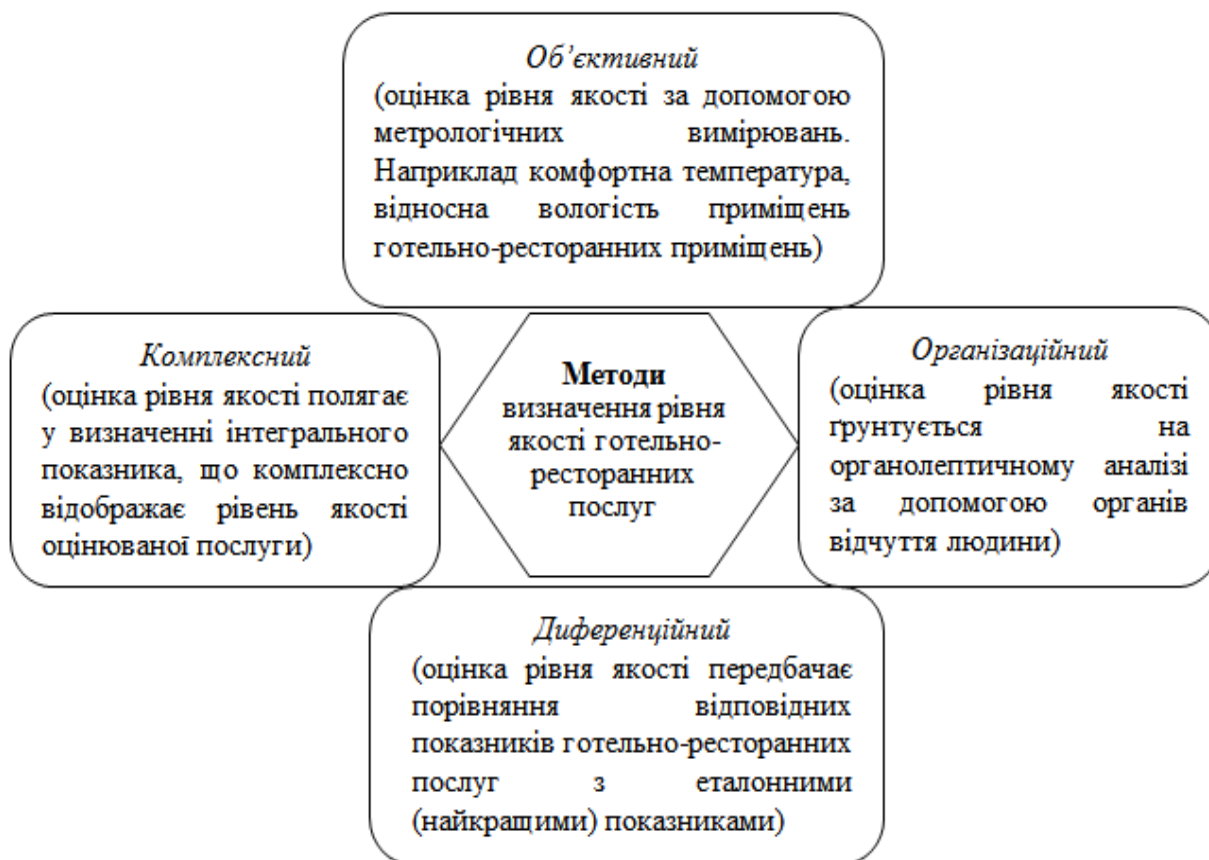 Об’єктивний
(оцінка рівня якості за допомогою
метрологічних вимірювань.
Наприклад комфортна температура,
відносна вологість приміщень
готельно-ресторанних приміщень)
Комплексний
(оцінка рівня якості полягає
у визначенні інтегрального
показника, що комплексно
відображає рівень якості
оцінюваної послуги)
Методи
визначення рівня
якості готельно-
ресторанних
послуг
Організаційний
(оцінка рівня якості
ґрунтується на
органолептичному аналізі
за допомогою органів
відчуття людини)
Диференційний
(оцінка рівня якості передбачає
порівняння відповідних
показників готельно-ресторанних
послуг з еталонними
(найкращими) показниками)